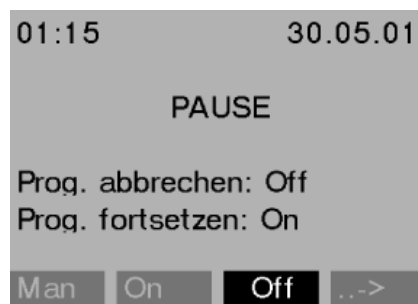 01:15 30.05.01
PAUSE
Prog. abbrechen: Off
Prog. fortsetzen: On
Man On Off ..->